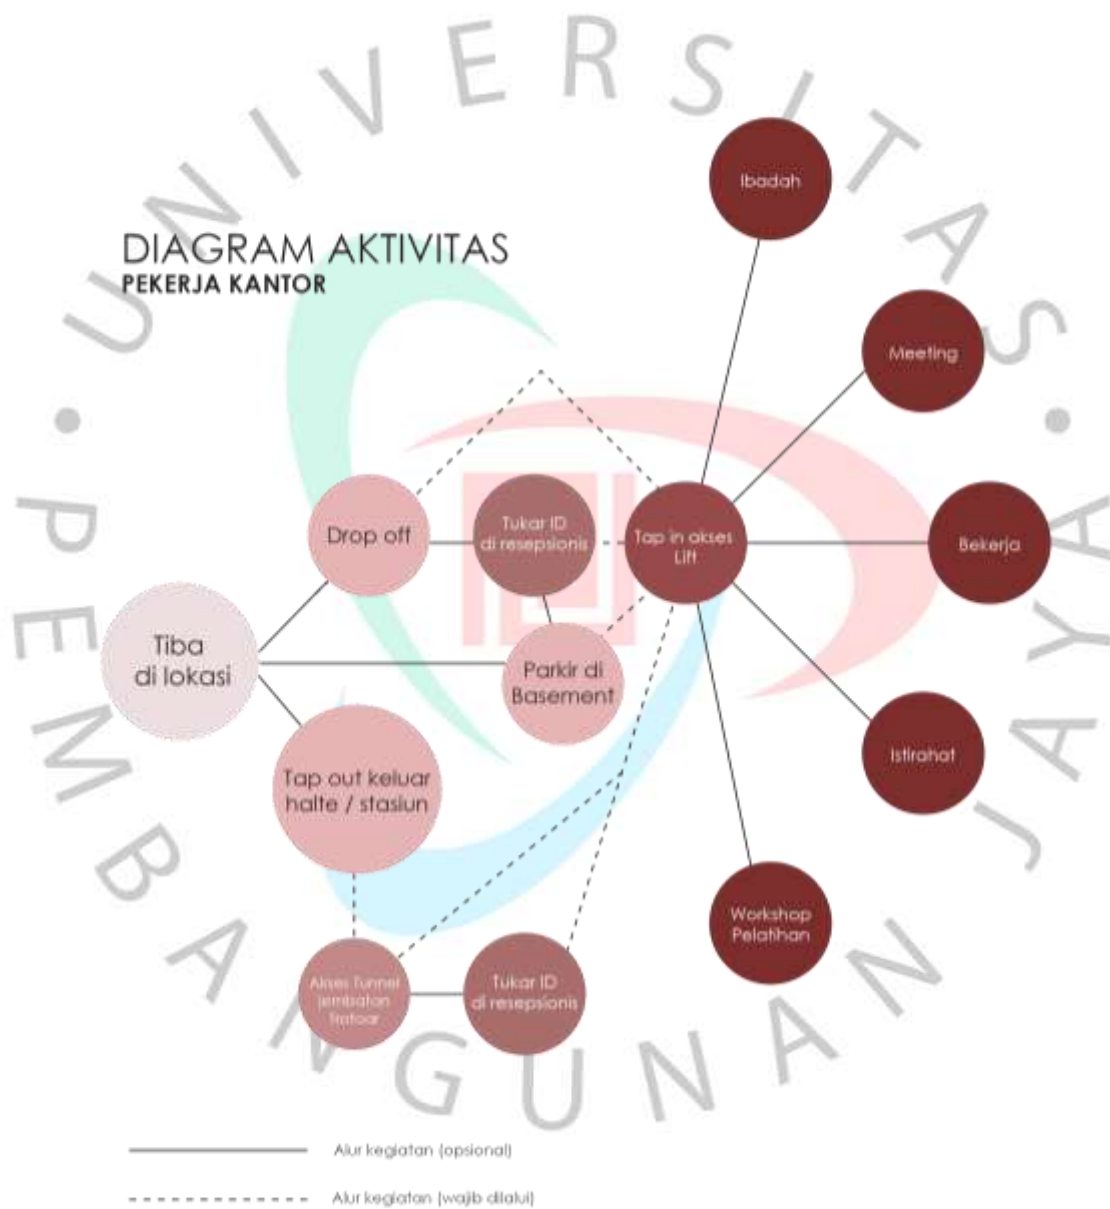 UNIVERSITAS
PEMBANGUNAN JAYA
DIAGRAM AKTIVITAS
PEKERJA KANTOR
Ibadah
Meeting
Drop off
Tukar ID
di resepsionis
Tap in akses
Lift
Bekerja
Tiba
di lokasi
Parkir di
Basement
Tap out keluar
halte / stasiun
Istirahat
Workshop
Pelatihan
Akses Tunnel
jembatan
Trotoar
Tukar ID
di resepsionis
Alur kegiatan (opsional)
Alur kegiatan (wajib dilalui)